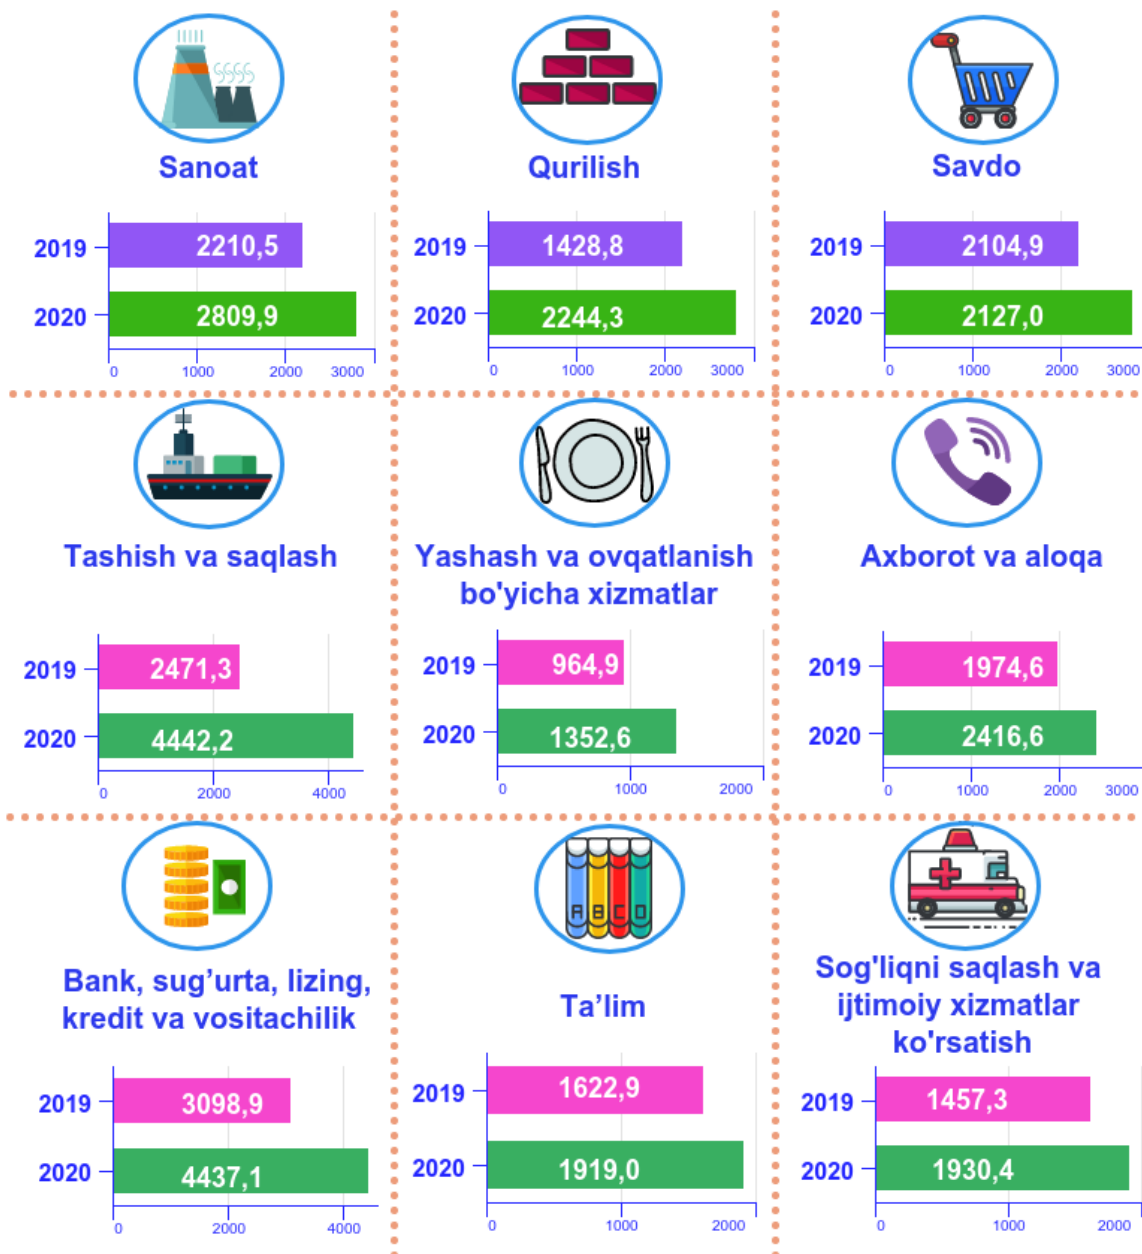 Sanoat
2019
2210,5
2020
2809,9
0 1000 2000 3000
Qurilish
2019
1428,8
2020
2244,3
0 1000 2000 3000
Savdo
2019
2104,9
2020
2127,0
0 1000 2000 3000
Tashish va saqlash
2019
2471,3
2020
4442,2
0 2000 4000
Yashash va ovqatlanish
bo'yicha xizmatlar
2019
964,9
2020
1352,6
0 1000 2000
Axborot va aloqa
2019
1974,6
2020
2416,6
0 1000 2000 3000
Bank, sug’urta, lizing,
kredit va vositachilik
2019
3098,9
2020
4437,1
0 2000 4000
A B C D
Ta’lim
2019
1622,9
2020
1919,0
0 1000 2000
Sog'liqni saqlash va
ijtimoiy xizmatlar
ko'rsatish
2019
1457,3
2020
1930,4
0 1000 2000